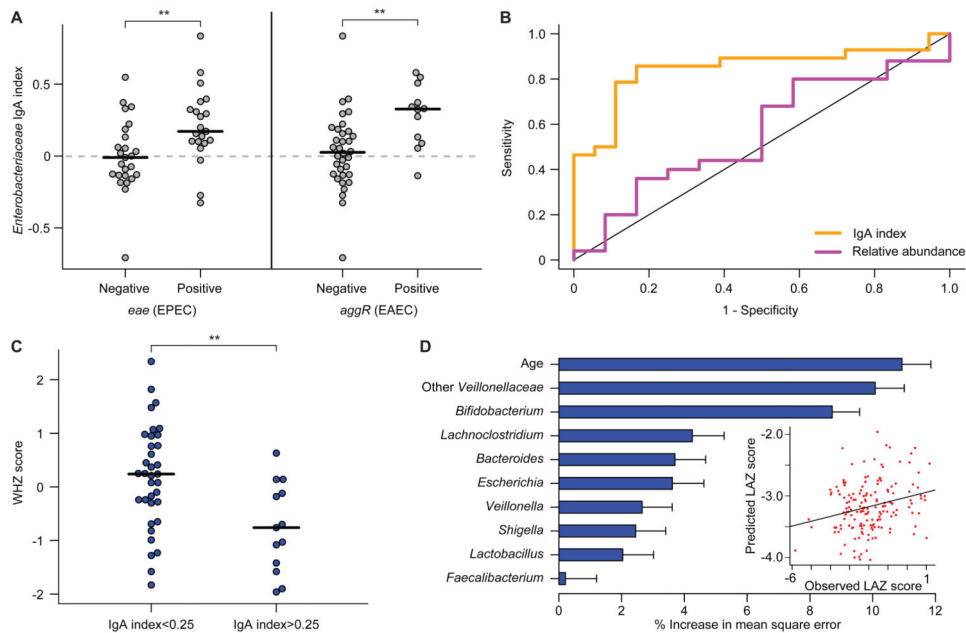 A
**
**
Enterobacteriaceae IgA index
0.5
0
-0.5
Negative Positive Negative Positive
eae (EPEC) aggR (EAEC)
B
1.0
0.8
0.6
0.4
0.2
0
Sensitivity
IgA index
Relative abundance
0 0.2 0.4 0.6 0.8 1.0
1 - Specificity
C
**
WHZ score
2
1
0
-1
-2
IgA index<0.25 IgA index>0.25
D
Age
Other Veillonellaceae
Bifidobacterium
Lachnoclostridium
Bacteroides
Escherichia
Veillonella
Shigella
Lactobacillus
Faecalibacterium
0 2 4 6 8 10 12
% Increase in mean square error
Predicted LAZ score
-2.0
-3.0
-4.0
-6 Observed LAZ score 1